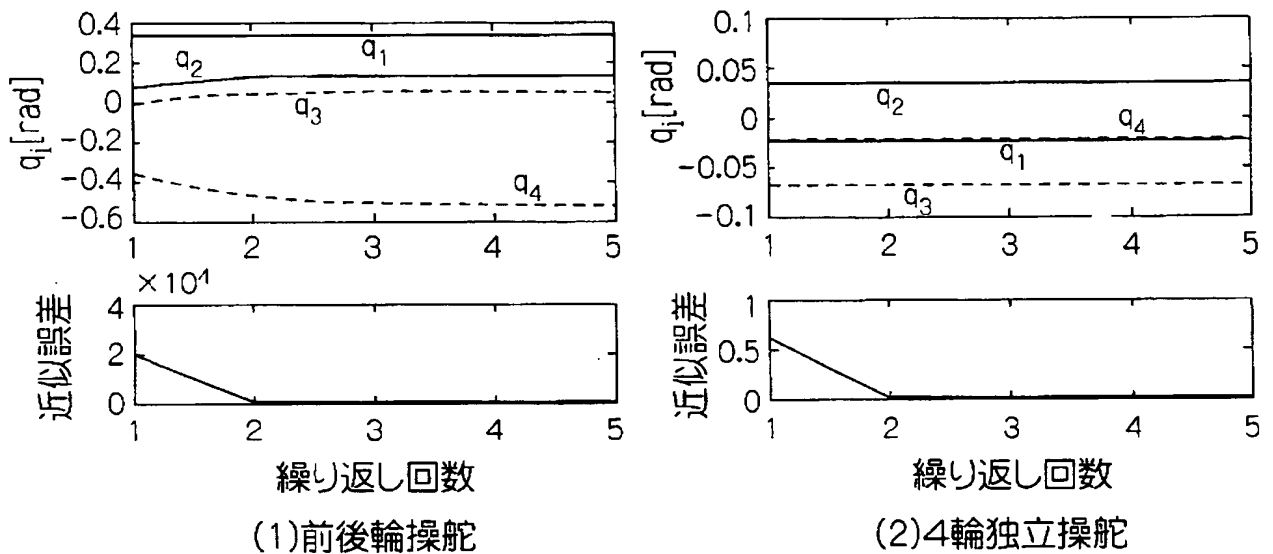 0.4
0.13
0
-0.2
-0.4
-0.6
qi[rad]
q1
q2
q3
q4
1 2 3 4 5
×10⁴
4
2
0
近似誤差
1 2 3 4 5
繰り返し回数
(1)前後輪操舵
0.1
0.05
0
-0.05
-0.1
qi[rad]
q2
q4
q1
q3
1 2 3 4 5
1
0.5
0
近似誤差
1 2 3 4 5
繰り返し回数
(2)4輪独立操舵